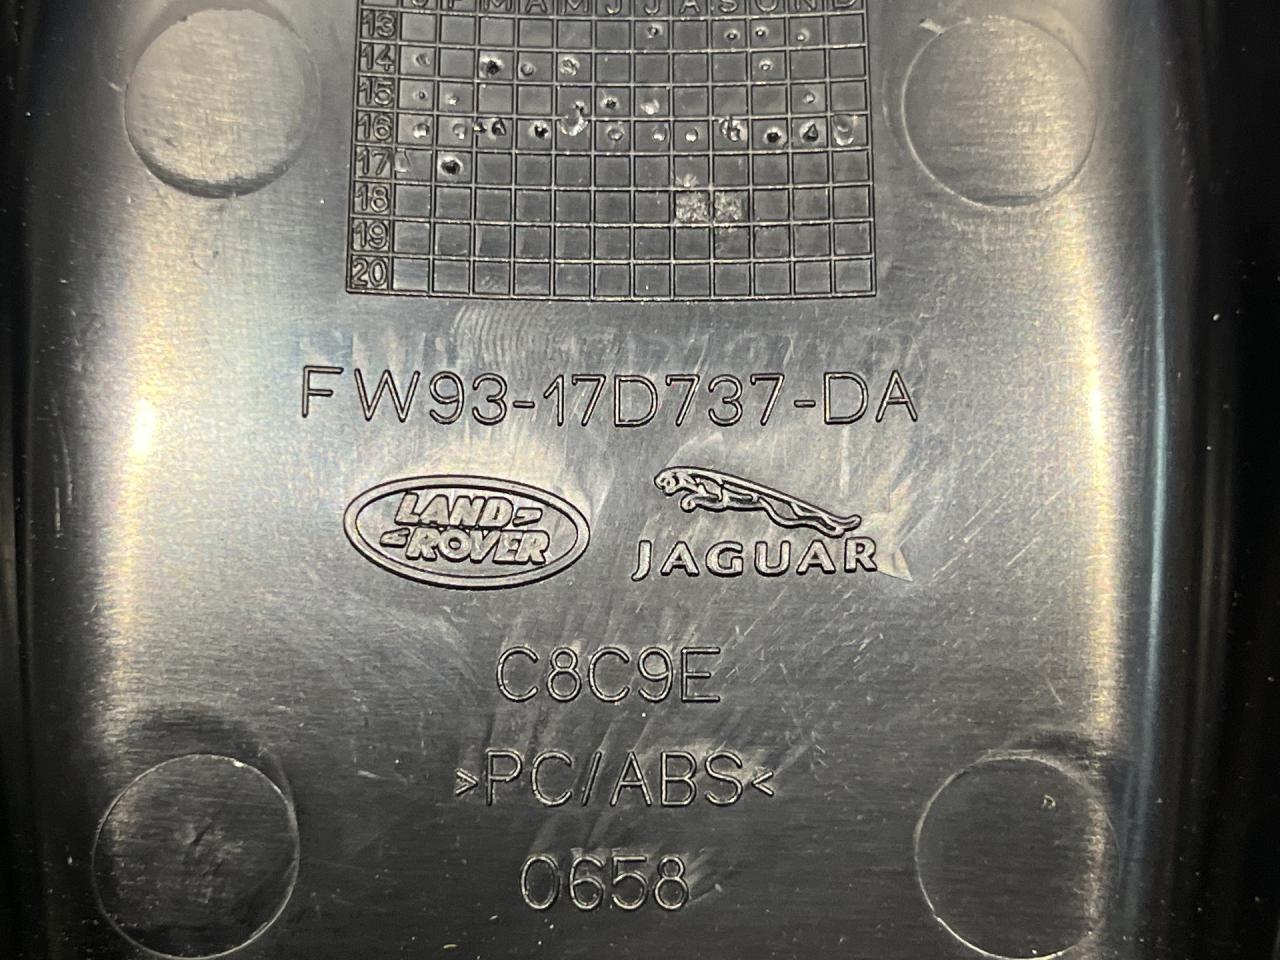 J F M A M J J A S O N D
13
14
15
16
17
18
19
20
FW93-17D737-DA
LAND
ROVER
JAGUAR
C8C9E
>PC/ABS<
0658